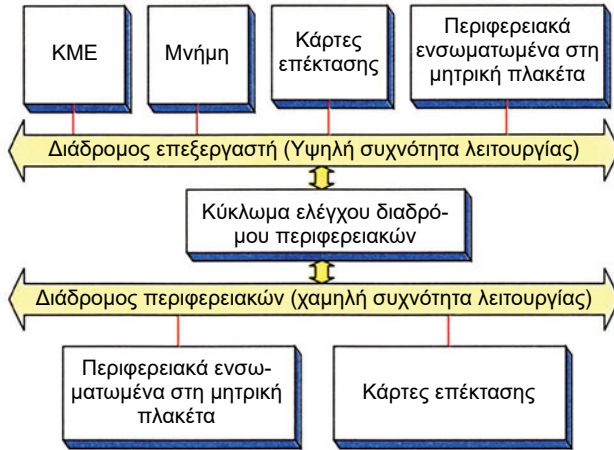 ΚΜΕ
Μνήμη
Κάρτες
επέκτασης
Περιφερειακά
ενσωματωμένα στη
μητρική πλακέτα
Διάδρομος επεξεργαστή (Υψηλή συχνότητα λειτουργίας)
Κύκλωμα ελέγχου διαδρό-
μου περιφερειακών
Διάδρομος περιφερειακών (χαμηλή συχνότητα λειτουργίας)
Περιφερειακά ενσω-
ματωμένα στη μητρική
πλακέτα
Κάρτες επέκτασης